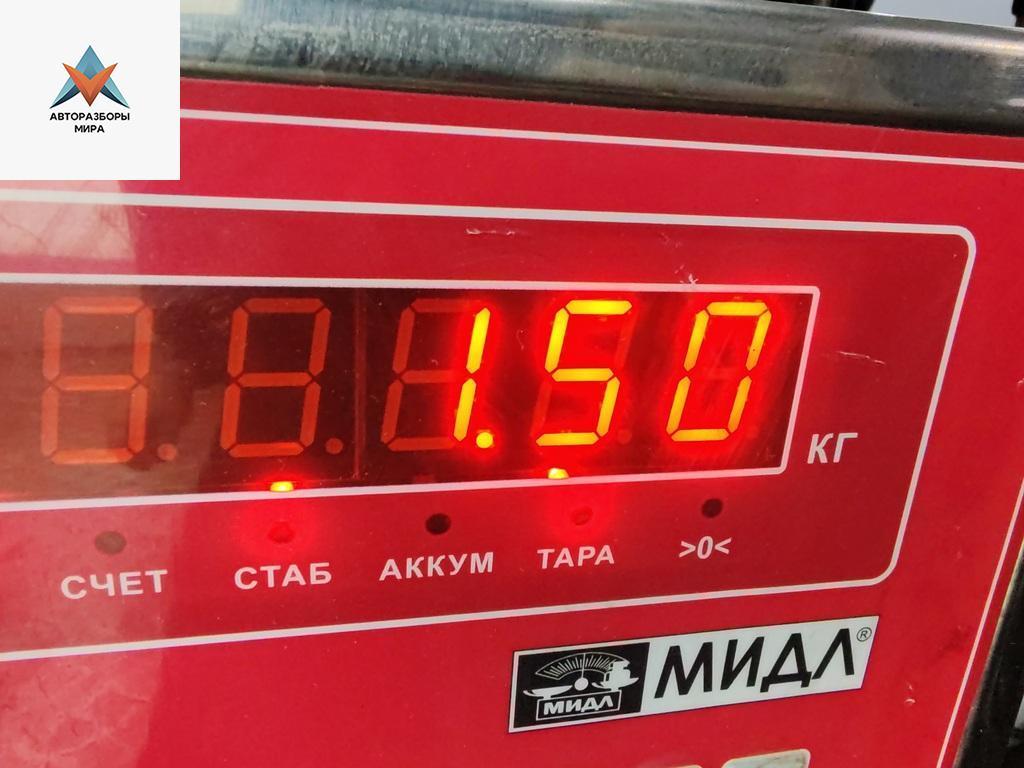 АВТОРАЗБОРЫ
МИРА
1.50
КГ
СЧЕТ СТАБ АККУМ ТАРА >0<
МИДЛ МИДЛ®